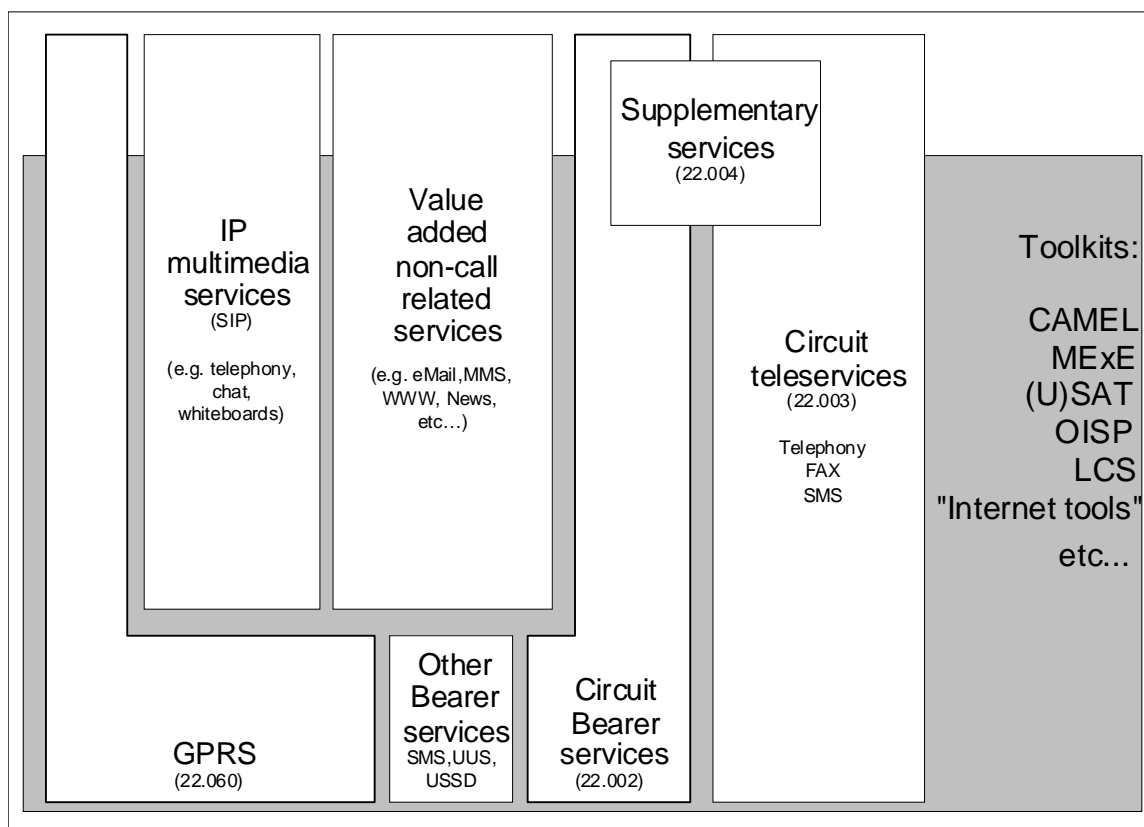 Supplementary
services
(22.004)
IP
multimedia
services
(SIP)
(e.g. telephony,
chat,
whiteboards)
Value
added
non-call
related
services
(e.g. eMail,MMS,
WWW, News,
etc…)
Circuit
teleservices
(22.003)
Telephony
FAX
SMS
Toolkits:
CAMEL
MExE
(U)SAT
OISP
LCS
"Internet tools"
etc...
GPRS
(22.060)
Other
Bearer
services
SMS,UUS,
USSD
Circuit
Bearer
services
(22.002)